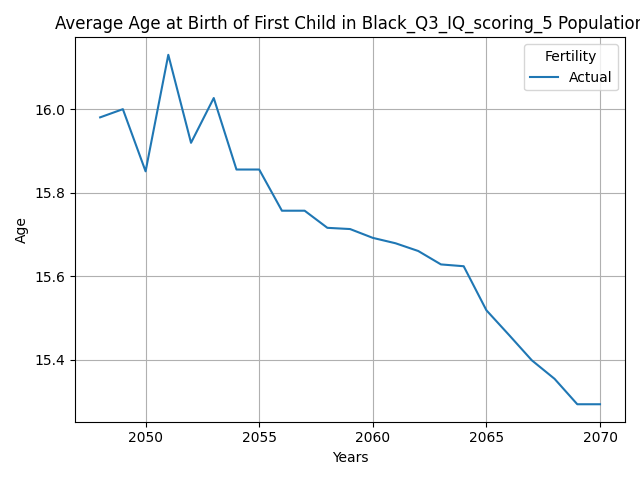 Average Age at Birth of First Child in Black_Q3_IQ_scoring_5 Population
Fertility
Actual
16.0
15.8
15.6
15.4
Age
2050 2055 2060 2065 2070
Years